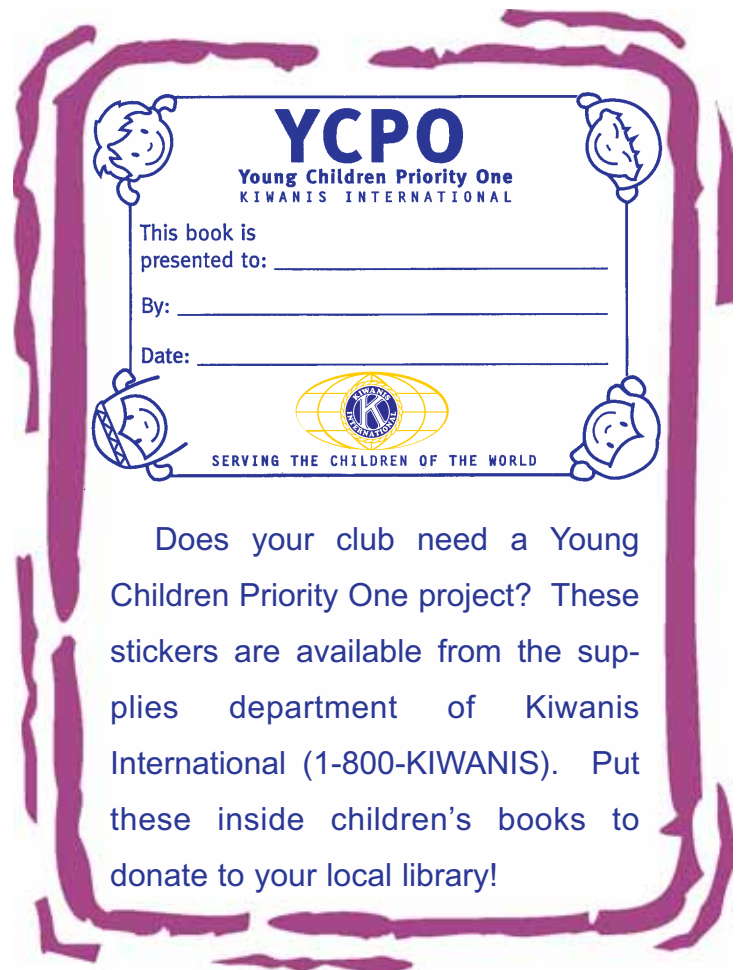 YCPO
Young Children Priority One
KIWANIS INTERNATIONAL
This book is
presented to:
By:
Date:
KIWANIS
K
INTERNATIONAL
SERVING THE CHILDREN OF THE WORLD
Does your club need a Young
Children Priority One project? These
stickers are available from the sup-
plies department of Kiwanis
International (1-800-KIWANIS). Put
these inside children’s books to
donate to your local library!